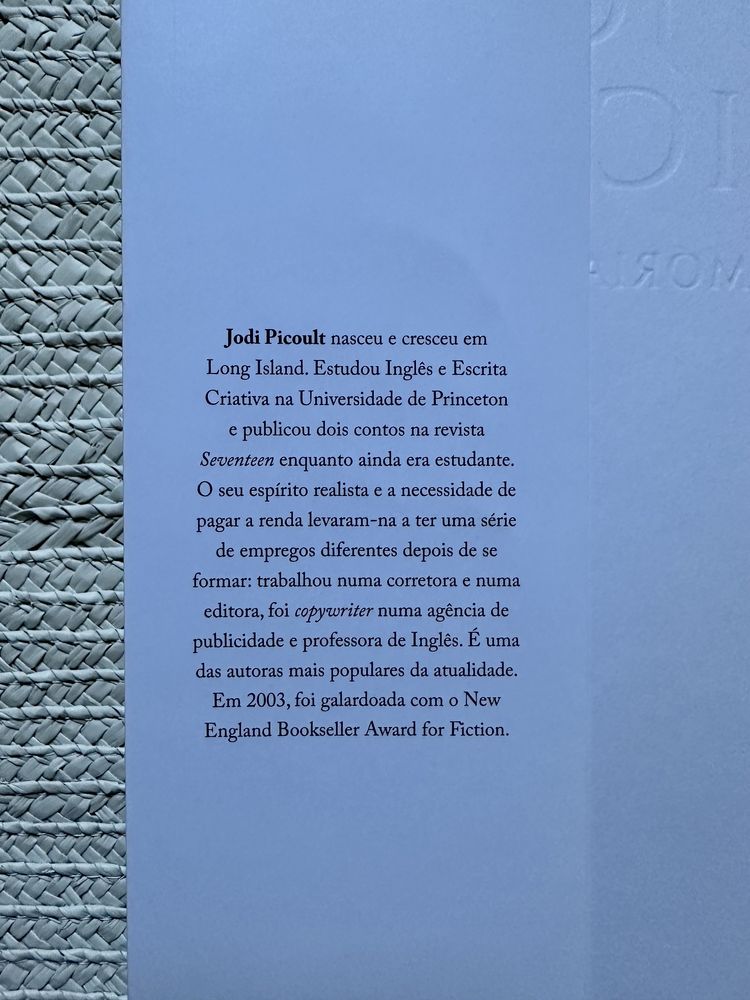 Jodi Picoult nasceu e cresceu em
Long Island. Estudou Inglês e Escrita
Criativa na Universidade de Princeton
e publicou dois contos na revista
Seventeen enquanto ainda era estudante.
O seu espírito realista e a necessidade de
pagar a renda levaram-na a ter uma série
de empregos diferentes depois de se
formar: trabalhou numa corretora e numa
editora, foi copywriter numa agência de
publicidade e professora de Inglês. É uma
das autoras mais populares da atualidade.
Em 2003, foi galardoada com o New
England Bookseller Award for Fiction.